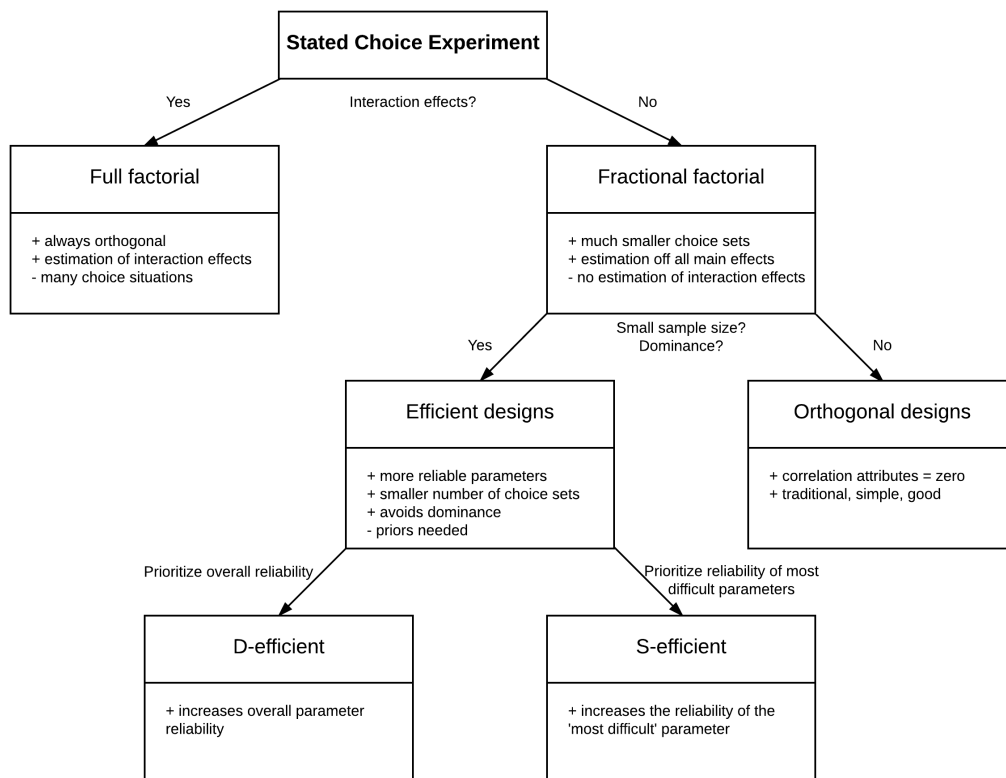 Stated Choice Experiment
Yes
Interaction effects?
No
Full factorial
+ always orthogonal
+ estimation of interaction effects
- many choice situations
Fractional factorial
+ much smaller choice sets
+ estimation off all main effects
- no estimation of interaction effects
Yes
Small sample size?
Dominance?
No
Efficient designs
+ more reliable parameters
+ smaller number of choice sets
+ avoids dominance
- priors needed
Orthogonal designs
+ correlation attributes = zero
+ traditional, simple, good
Prioritize overall reliability
Prioritize reliability of most
difficult parameters
D-efficient
+ increases overall parameter
reliability
S-efficient
+ increases the reliability of the
'most difficult' parameter